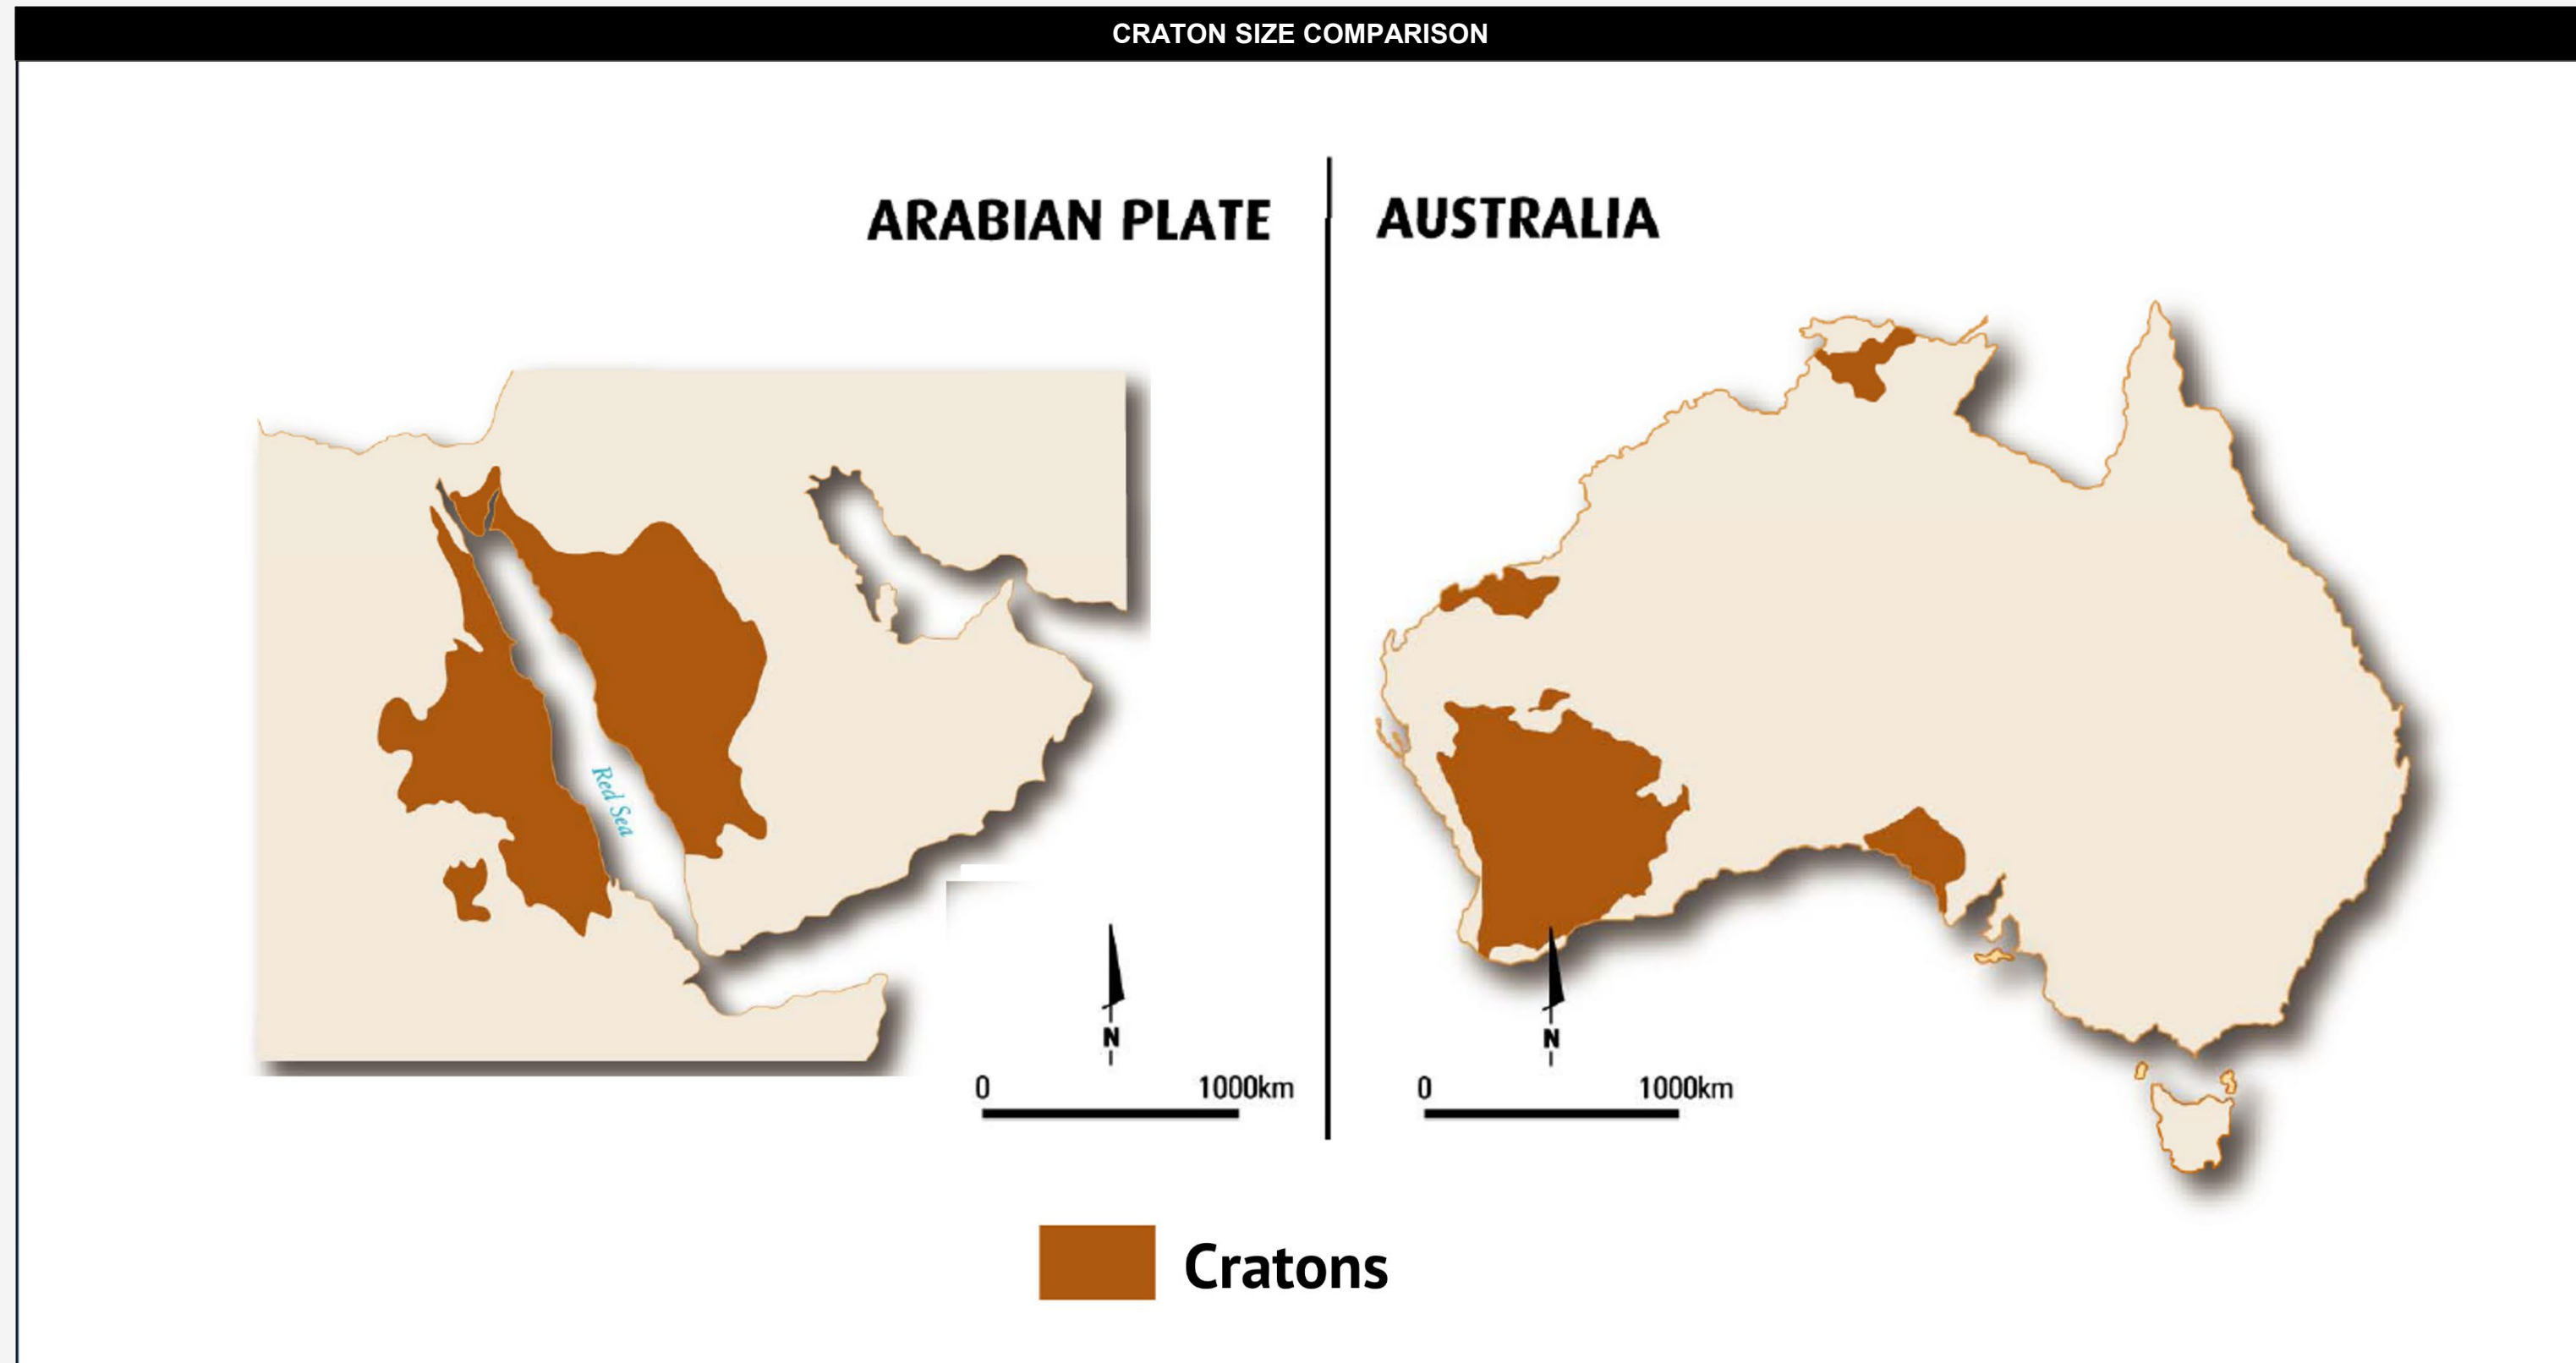 CRATON SIZE COMPARISON
ARABIAN PLATE
AUSTRALIA
Red Sea
N
0 1000km
N
0 1000km
Cratons